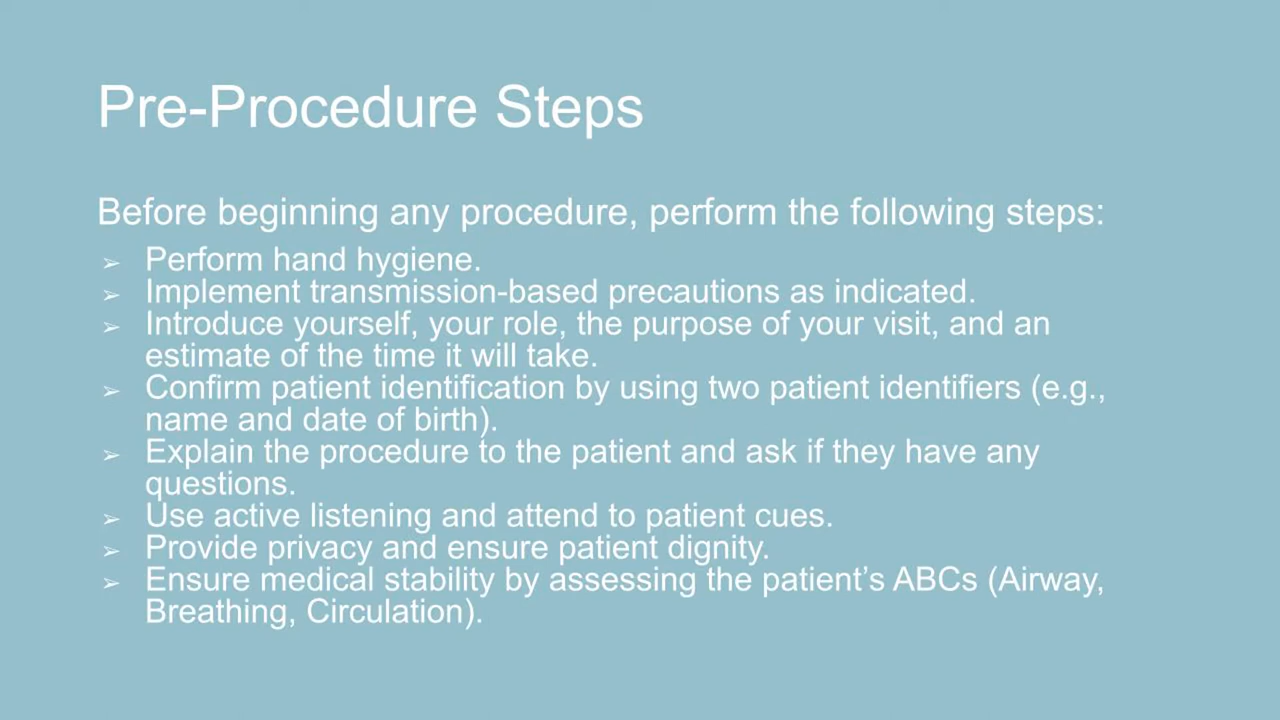 Pre-Procedure Steps
Before beginning any procedure, perform the following steps:
➢ Perform hand hygiene.
➢ Implement transmission-based precautions as indicated.
➢ Introduce yourself, your role, the purpose of your visit, and an
estimate of the time it will take.
➢ Confirm patient identification by using two patient identifiers (e.g.,
name and date of birth).
➢ Explain the procedure to the patient and ask if they have any
questions.
➢ Use active listening and attend to patient cues.
➢ Provide privacy and ensure patient dignity.
➢ Ensure medical stability by assessing the patient’s ABCs (Airway,
Breathing, Circulation).